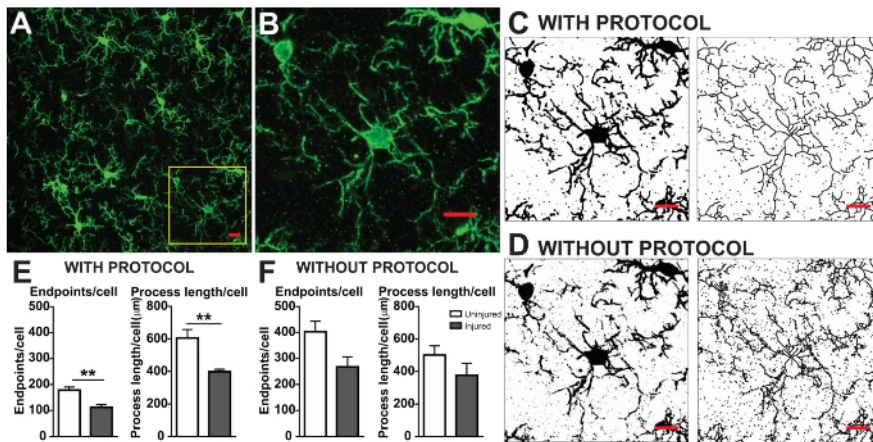 A
B
C WITH PROTOCOL
D WITHOUT PROTOCOL
E WITH PROTOCOL
Endpoints/cell
Endpoints/cell
500
400
300
200
100
**
Process length/cell
Process length/cell(μm)
800
600
400
200
0
**
F WITHOUT PROTOCOL
Endpoints/cell
Endpoints/cell
500
400
300
200
100
Process length/cell
Process length/cell(μm)
800
600
400
200
0
Uninjured
Injured